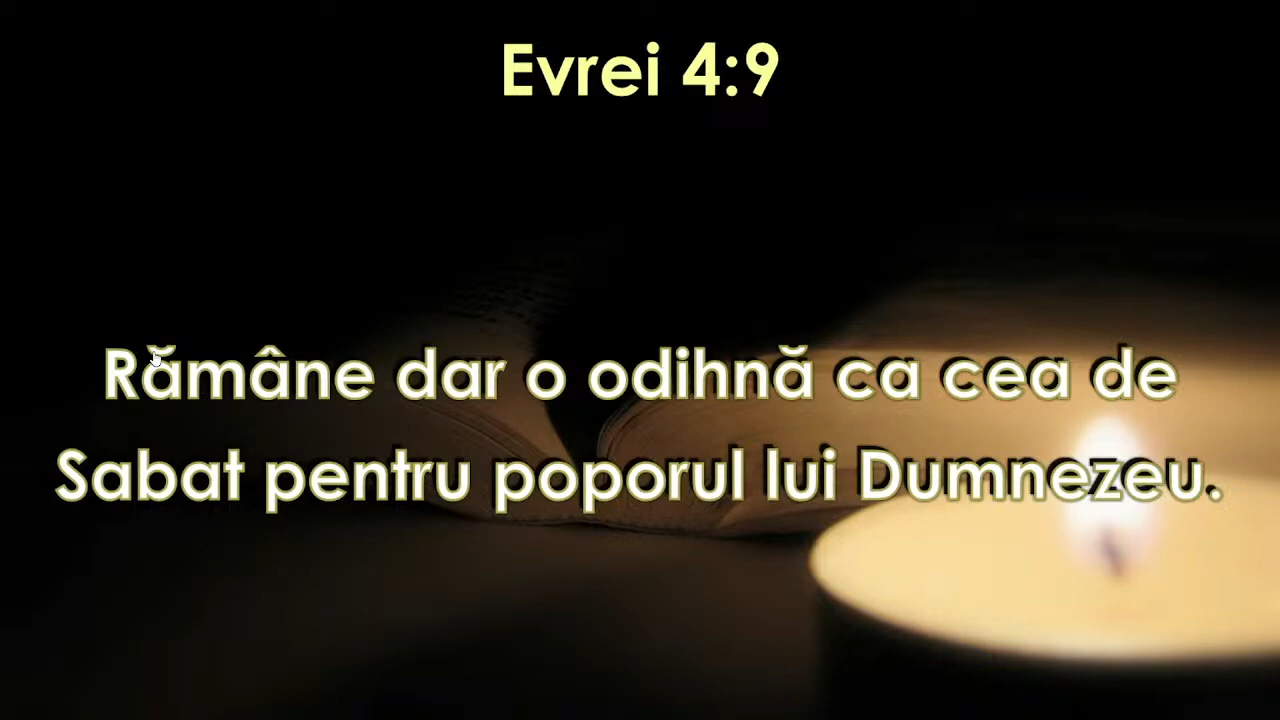 Evrei 4:9
Rămâne dar o odihnă ca cea de
Sabat pentru poporul lui Dumnezeu.